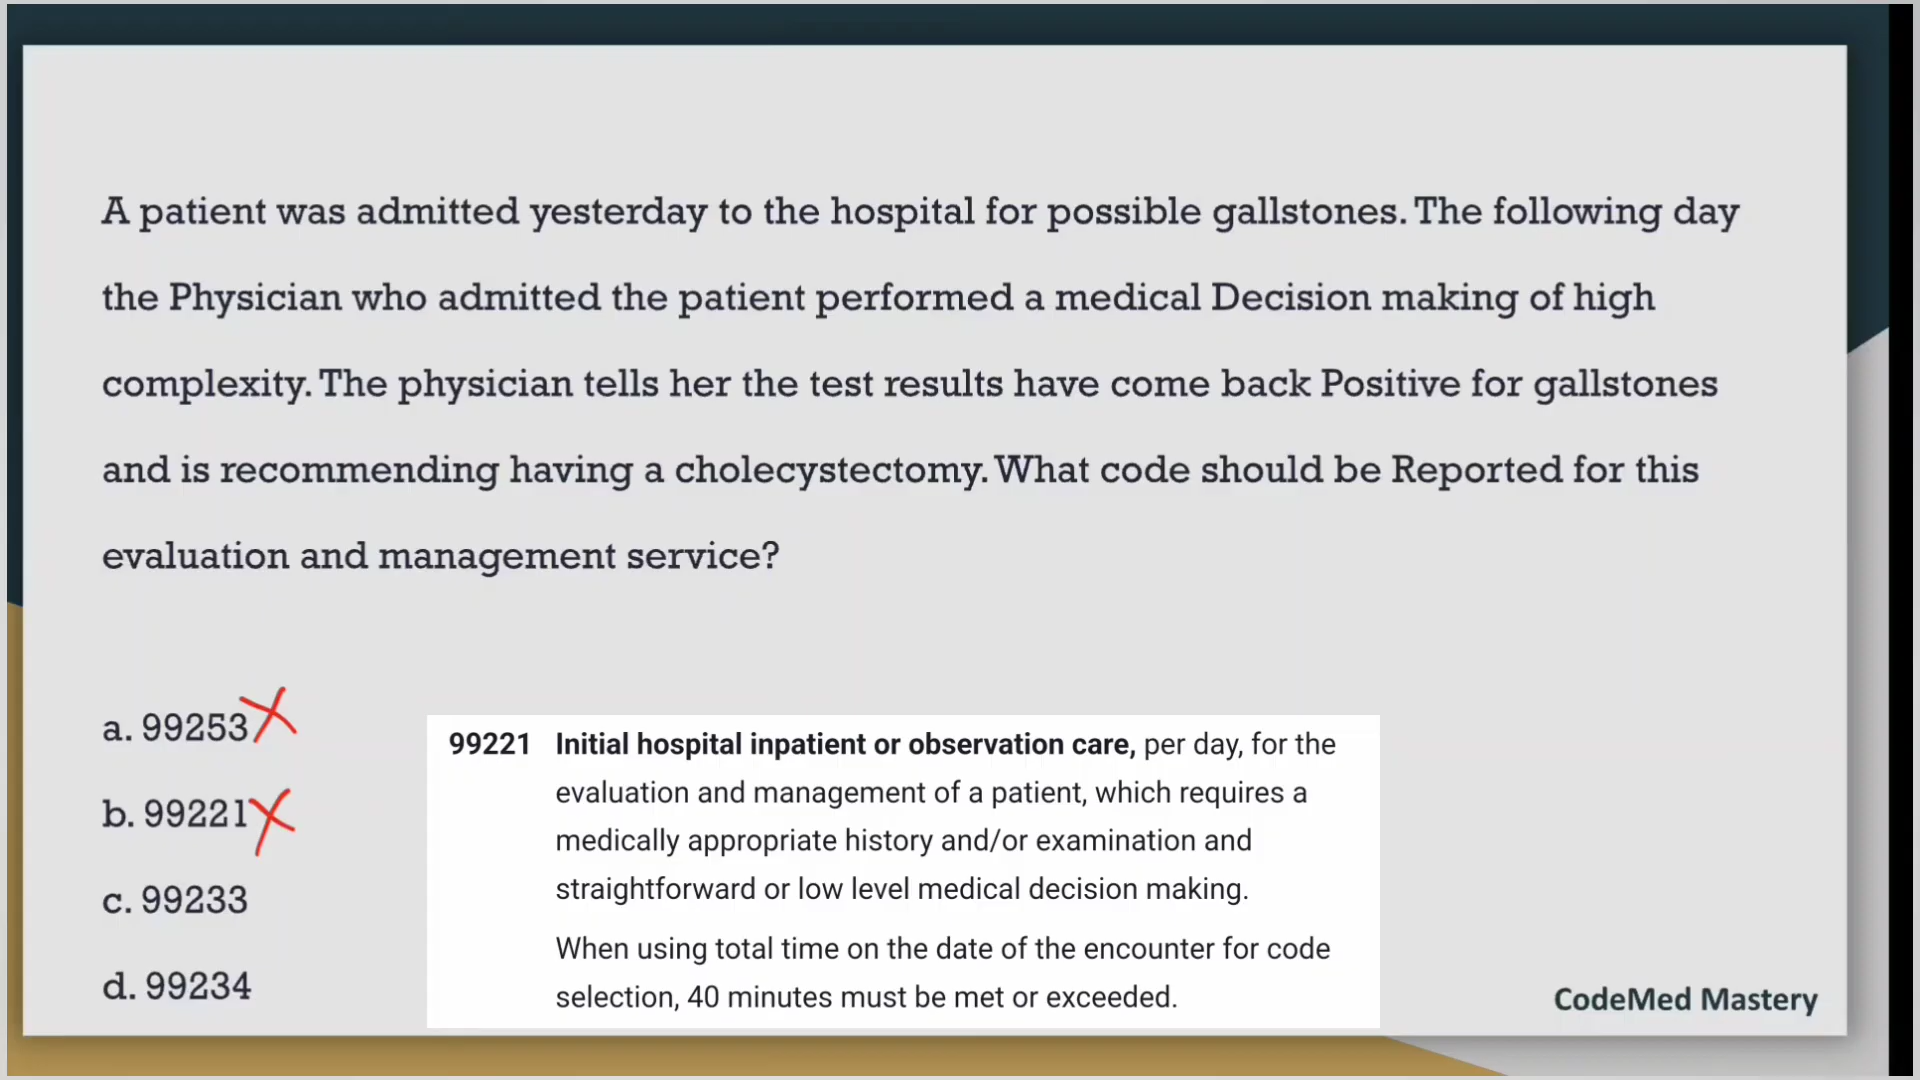 A patient was admitted yesterday to the hospital for possible gallstones. The following day
the Physician who admitted the patient performed a medical Decision making of high
complexity. The physician tells her the test results have come back Positive for gallstones
and is recommending having a cholecystectomy. What code should be Reported for this
evaluation and management service?
a. 99253
b. 99221
c. 99233
d. 99234
99221 Initial hospital inpatient or observation care, per day, for the
evaluation and management of a patient, which requires a
medically appropriate history and/or examination and
straightforward or low level medical decision making.
When using total time on the date of the encounter for code
selection, 40 minutes must be met or exceeded.
CodeMed Mastery